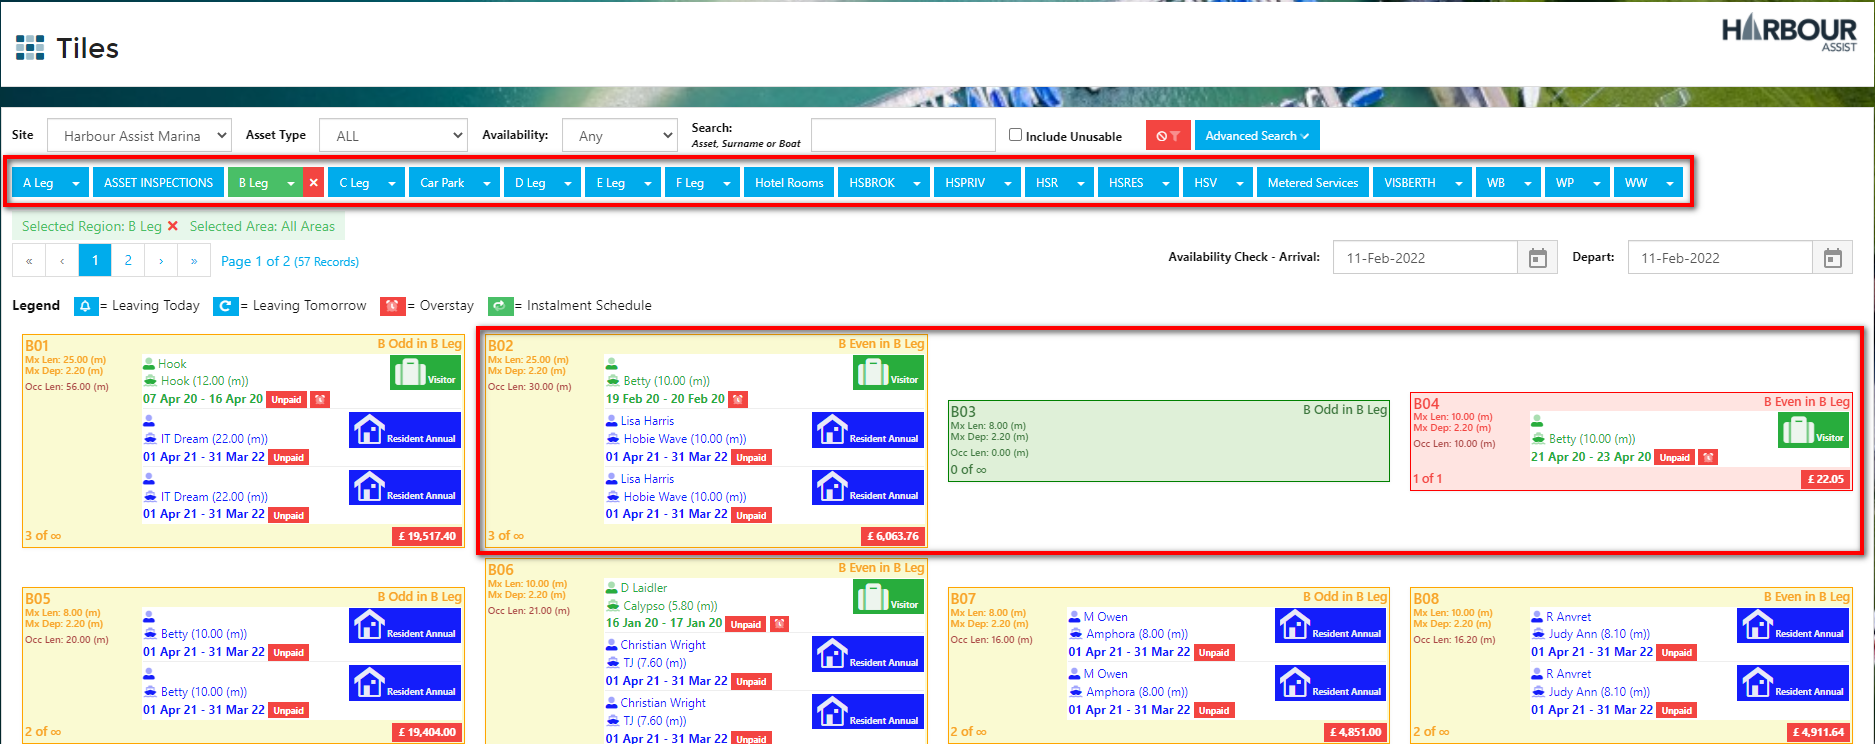 HARBOUR
ASSIST
Tiles
Site Harbour Assist Marina Asset Type ALL Availability: Any Search: Asset, Surname or Boat Include Unusable Advanced Search
A Leg ASSET INSPECTIONS B Leg C Leg Car Park D Leg E Leg F Leg Hotel Rooms HSBROK HSPRIV HSR HSRES HSV Metered Services VISBERTH WB WP WW
Selected Region: B Leg Selected Area: All Areas
« ‹ 1 2 › » Page 1 of 2 (57 Records) Availability Check - Arrival: 11-Feb-2022 Depart: 11-Feb-2022
Legend = Leaving Today = Leaving Tomorrow = Overstay = Instalment Schedule
B01 B Odd in B Leg
Mx Len: 25.00 (m)
Mx Dep: 2.20 (m)
Occ Len: 56.00 (m)
Hook
Hook (12.00 (m))
Visitor
07 Apr 20 - 16 Apr 20 Unpaid
IT Dream (22.00 (m))
Resident Annual
01 Apr 21 - 31 Mar 22 Unpaid
IT Dream (22.00 (m))
Resident Annual
01 Apr 21 - 31 Mar 22 Unpaid
3 of ∞ £ 19,517.40
B02 B Even in B Leg
Mx Len: 25.00 (m)
Mx Dep: 2.20 (m)
Occ Len: 30.00 (m)
Betty (10.00 (m))
Visitor
19 Feb 20 - 20 Feb 20
Lisa Harris
Hobie Wave (10.00 (m))
Resident Annual
01 Apr 21 - 31 Mar 22 Unpaid
Lisa Harris
Hobie Wave (10.00 (m))
Resident Annual
01 Apr 21 - 31 Mar 22 Unpaid
3 of ∞ £ 6,063.76
B03 B Odd in B Leg
Mx Len: 8.00 (m)
Mx Dep: 2.20 (m)
Occ Len: 0.00 (m)
0 of ∞
B04 B Even in B Leg
Mx Len: 10.00 (m)
Mx Dep: 2.20 (m)
Occ Len: 10.00 (m)
Betty (10.00 (m))
Visitor
21 Apr 20 - 23 Apr 20 Unpaid
1 of 1 £ 22.05
B05 B Odd in B Leg
Mx Len: 8.00 (m)
Mx Dep: 2.20 (m)
Occ Len: 20.00 (m)
Betty (10.00 (m))
Resident Annual
01 Apr 21 - 31 Mar 22 Unpaid
Betty (10.00 (m))
Resident Annual
01 Apr 21 - 31 Mar 22 Unpaid
2 of ∞ £ 19,404.00
B06 B Even in B Leg
Mx Len: 10.00 (m)
Mx Dep: 2.20 (m)
Occ Len: 21.00 (m)
D Laidler
Calypso (5.80 (m))
Visitor
16 Jan 20 - 17 Jan 20 Unpaid
Christian Wright
TJ (7.60 (m))
Resident Annual
01 Apr 21 - 31 Mar 22 Unpaid
Christian Wright
TJ (7.60 (m))
Resident Annual
01 Apr 21 - 31 Mar 22 Unpaid
B07 B Odd in B Leg
Mx Len: 8.00 (m)
Mx Dep: 2.20 (m)
Occ Len: 16.00 (m)
M Owen
Amphora (8.00 (m))
Resident Annual
01 Apr 21 - 31 Mar 22 Unpaid
M Owen
Amphora (8.00 (m))
Resident Annual
01 Apr 21 - 31 Mar 22 Unpaid
2 of ∞ £ 4,851.00
B08 B Even in B Leg
Mx Len: 10.00 (m)
Mx Dep: 2.20 (m)
Occ Len: 16.20 (m)
R Anvret
Judy Ann (8.10 (m))
Resident Annual
01 Apr 21 - 31 Mar 22 Unpaid
R Anvret
Judy Ann (8.10 (m))
Resident Annual
01 Apr 21 - 31 Mar 22 Unpaid
2 of ∞ £ 4,911.64